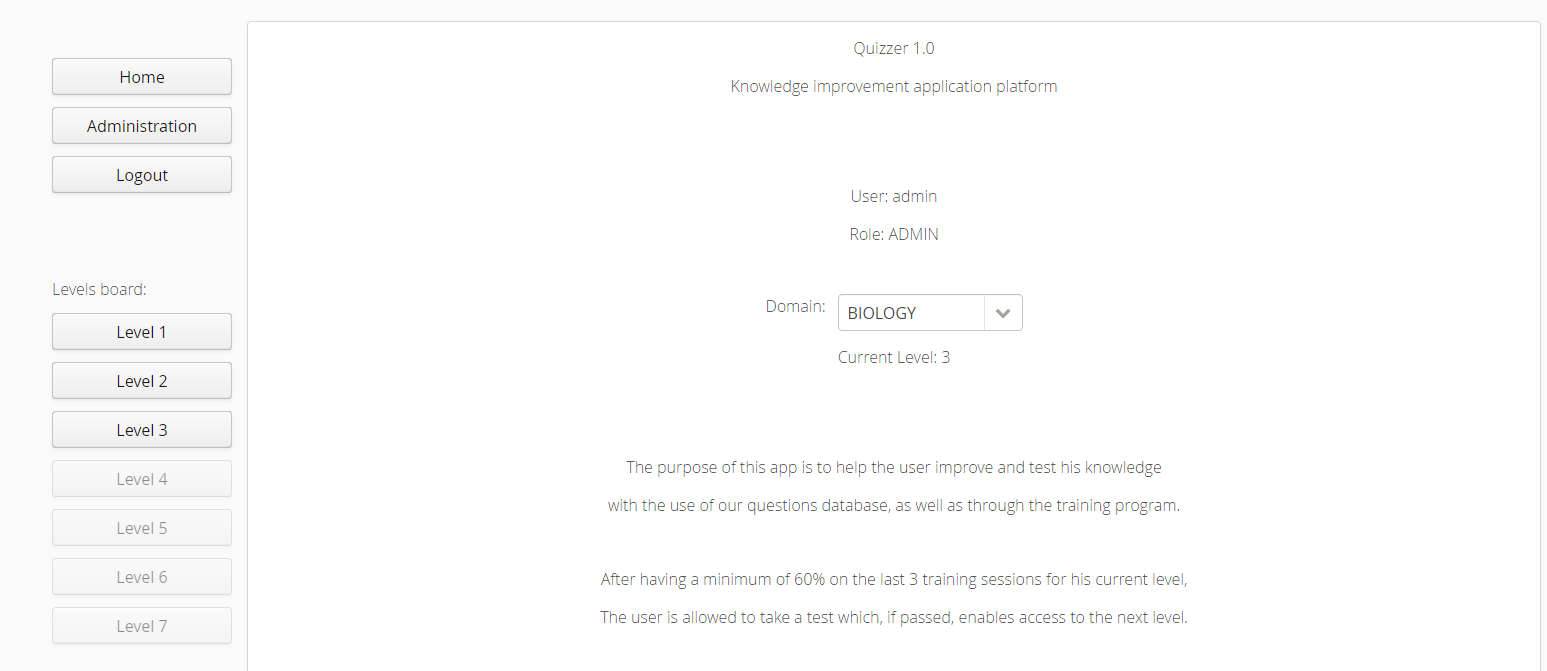 Home
Administration
Logout
Levels board:
Level 1
Level 2
Level 3
Level 4
Level 5
Level 6
Level 7
Quizzer 1.0
Knowledge improvement application platform
User: admin
Role: ADMIN
Domain: BIOLOGY
Current Level: 3
The purpose of this app is to help the user improve and test his knowledge
with the use of our questions database, as well as through the training program.
After having a minimum of 60% on the last 3 training sessions for his current level,
The user is allowed to take a test which, if passed, enables access to the next level.